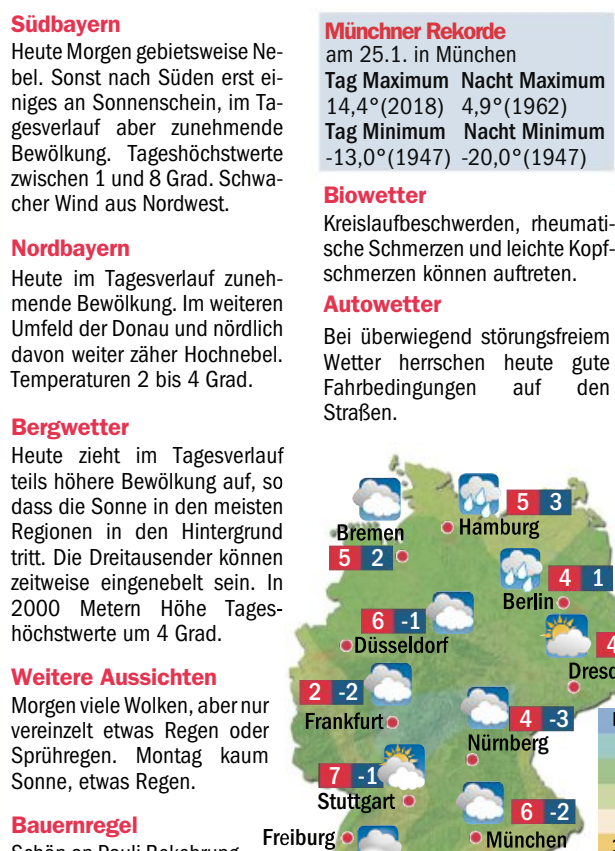 Südbayern
Heute Morgen gebietsweise Ne-
bel. Sonst nach Süden erst ei-
niges an Sonnenschein, im Ta-
gesverlauf aber zunehmende
Bewölkung. Tageshöchstwerte
zwischen 1 und 8 Grad. Schwa-
cher Wind aus Nordwest.
Nordbayern
Heute im Tagesverlauf zuneh-
mende Bewölkung. Im weiteren
Umfeld der Donau und nördlich
davon weiter zäher Hochnebel.
Temperaturen 2 bis 4 Grad.
Bergwetter
Heute zieht im Tagesverlauf
teils höhere Bewölkung auf, so
dass die Sonne in den meisten
Regionen in den Hintergrund
tritt. Die Dreitausender können
zeitweise eingenebelt sein. In
2000 Metern Höhe Tages-
höchstwerte um 4 Grad.
Weitere Aussichten
Morgen viele Wolken, aber nur
vereinzelt etwas Regen oder
Sprühregen. Montag kaum
Sonne, etwas Regen.
Bauernregel
Schön an Pauli Bekehrung
Münchner Rekorde
am 25.1. in München
Tag Maximum Nacht Maximum
14,4°(2018) 4,9°(1962)
Tag Minimum Nacht Minimum
-13,0°(1947) -20,0°(1947)
Biowetter
Kreislaufbeschwerden, rheumati-
sche Schmerzen und leichte Kopf-
schmerzen können auftreten.
Autowetter
Bei überwiegend störungsfreiem
Wetter herrschen heute gute
Fahrbedingungen auf den
Straßen.
5 3
Hamburg
Bremen
5 2
4 1
Berlin
6 -1
Düsseldorf
4
Dresd
2 -2
Frankfurt
4 -3
Nürnberg
7 -1
Stuttgart
6 -2
München
Freiburg